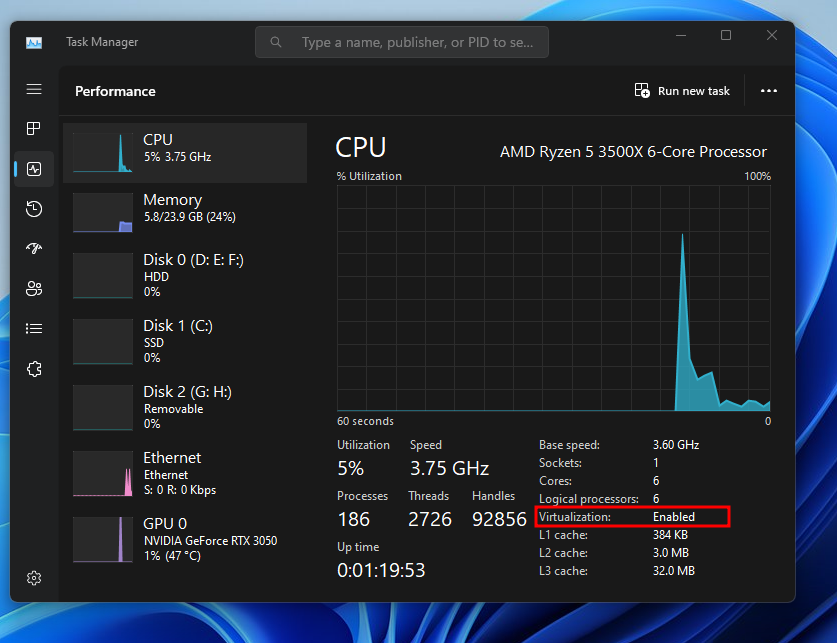 Task Manager
Type a name, publisher, or PID to se...
Performance
Run new task
CPU
5% 3.75 GHz
Memory
5.8/23.9 GB (24%)
Disk 0 (D: E: F:)
HDD
0%
Disk 1 (C:)
SSD
0%
Disk 2 (G: H:)
Removable
0%
Ethernet
Ethernet
S: 0 R: 0 Kbps
GPU 0
NVIDIA GeForce RTX 3050
1% (47 °C)
CPU
AMD Ryzen 5 3500X 6-Core Processor
% Utilization
100%
60 seconds
0
Utilization
Speed
5%
3.75 GHz
Processes
Threads
Handles
186
2726
92856
Up time
0:01:19:53
Base speed: 3.60 GHz
Sockets: 1
Cores: 6
Logical processors: 6
Virtualization: Enabled
L1 cache: 384 KB
L2 cache: 3.0 MB
L3 cache: 32.0 MB